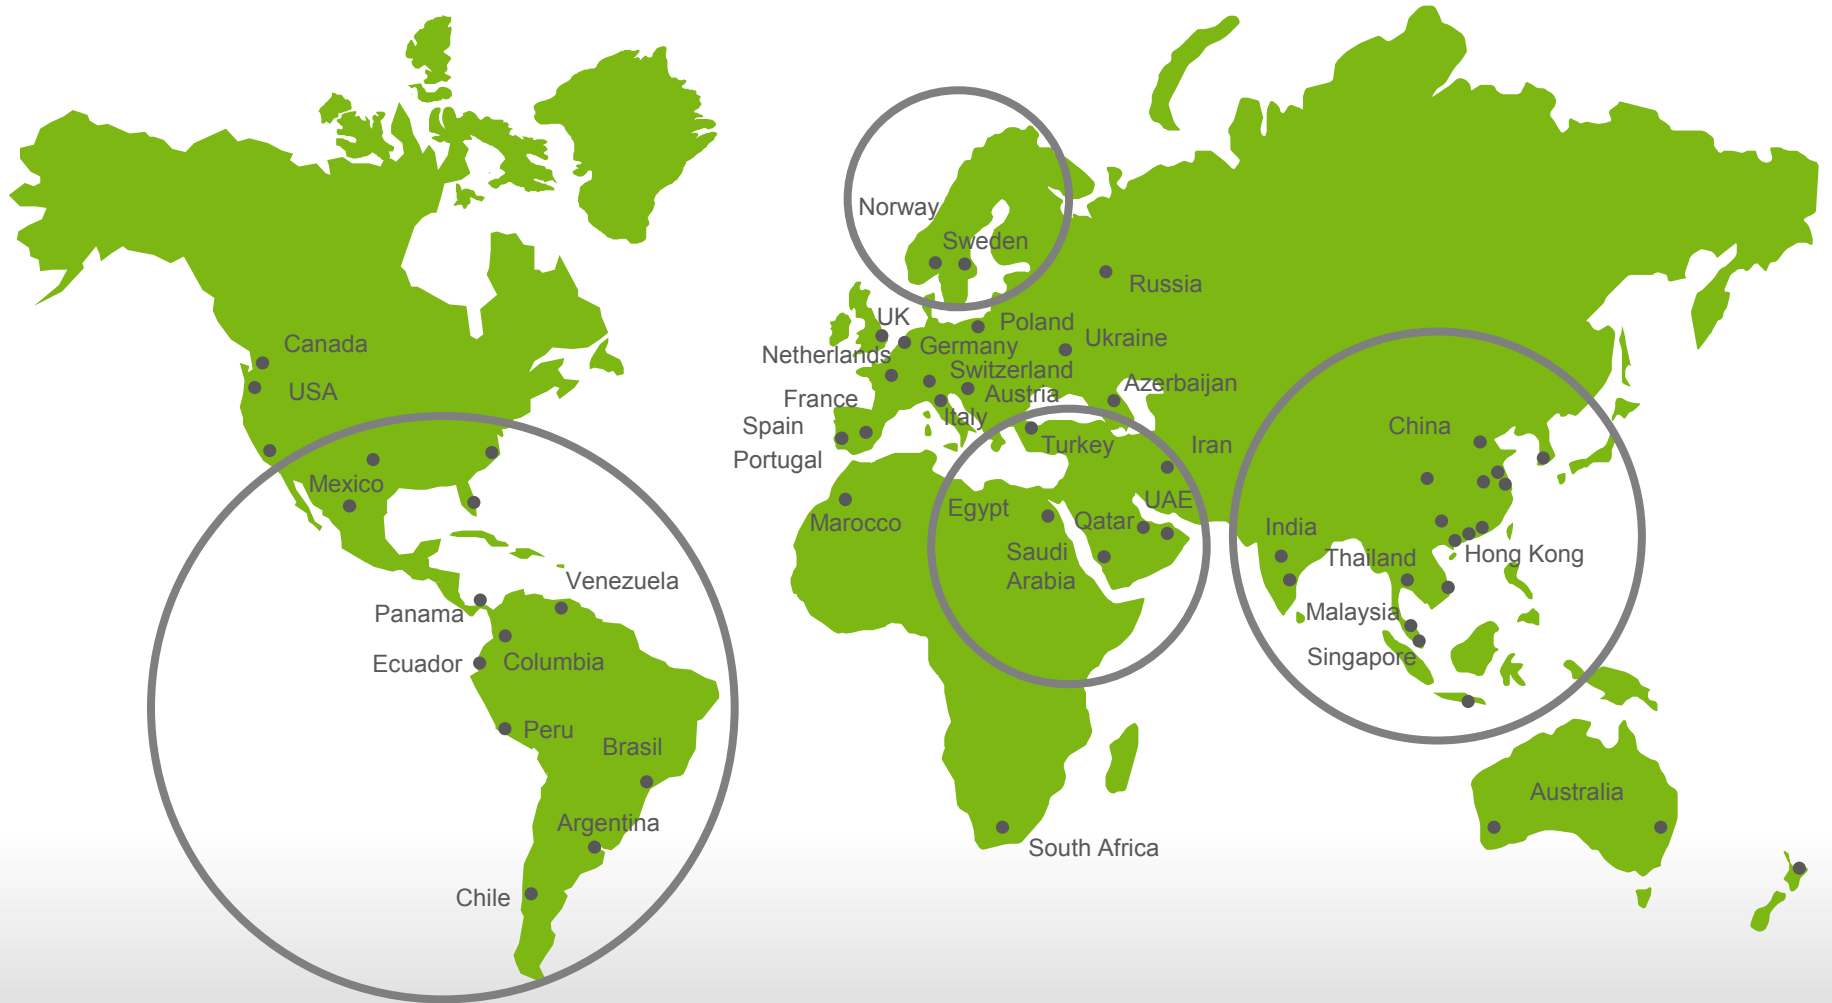 Norway
Sweden
Russia
UK
Poland
Ukraine
Canada
Netherlands
Germany
Switzerland
Azerbaijan
USA
France
Austria
Italy
Spain
China
Portugal
Turkey
Iran
Mexico
Marocco
Egypt
Qatar
UAE
India
Saudi
Arabia
Thailand
Hong Kong
Venezuela
Panama
Malaysia
Ecuador
Columbia
Singapore
Peru
Brasil
Australia
Argentina
South Africa
Chile